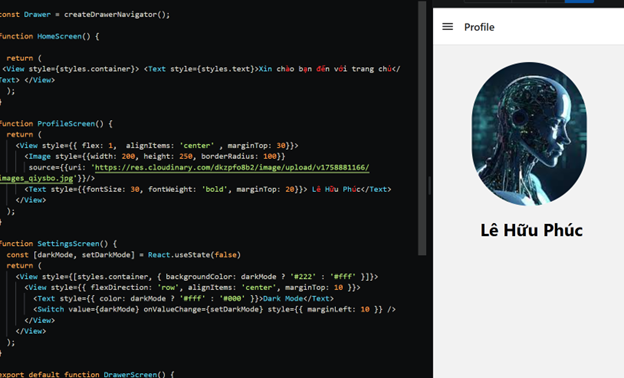 const Drawer = createDrawerNavigator();
function HomeScreen() {
return (
<View style={styles.container}> <Text style={styles.text}>Xin chào bạn đến với trang chủ</
Text> </View>
);
}
function ProfileScreen() {
return (
<View style={{ flex: 1,  alignItems: 'center' , marginTop: 30}}>
<Image style={{width: 200, height: 250, borderRadius: 100}}
source={{uri: 'https://res.cloudinary.com/dkzpfo8b2/image/upload/v1758881166/
images_qiysbo.jpg'}}/>
<Text style={{fontSize: 30, fontWeight: 'bold', marginTop: 20}}> Lê Hữu Phúc</Text>
</View>
);
}
function SettingsScreen() {
const [darkMode, setDarkMode] = React.useState(false)
return (
<View style={[styles.container, { backgroundColor: darkMode ? '#222' : '#fff' }]}>
<View style={{ flexDirection: 'row', alignItems: 'center', marginTop: 10 }}>
<Text style={{ color: darkMode ? '#fff' : '#000' }}>Dark Mode</Text>
<Switch value={darkMode} onValueChange={setDarkMode} style={{ marginLeft: 10 }} />
</View>
</View>
);
}
export default function DrawerScreen() {
Profile
Lê Hữu Phúc